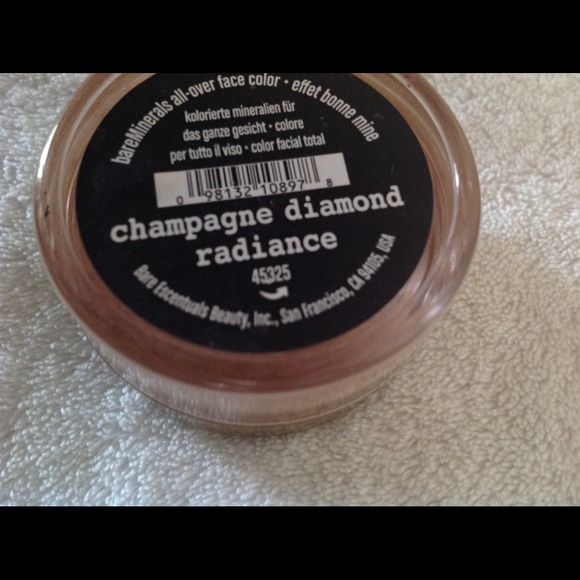 bareMinerals all-over face color • effet bonne mine
kolorierte mineralien für
das ganze gesicht • colore
per tutto il viso • color facial total
0 98132 10897 8
champagne diamond
radiance
45325
Bare Escentuals Beauty, Inc., San Francisco, CA 94105, USA